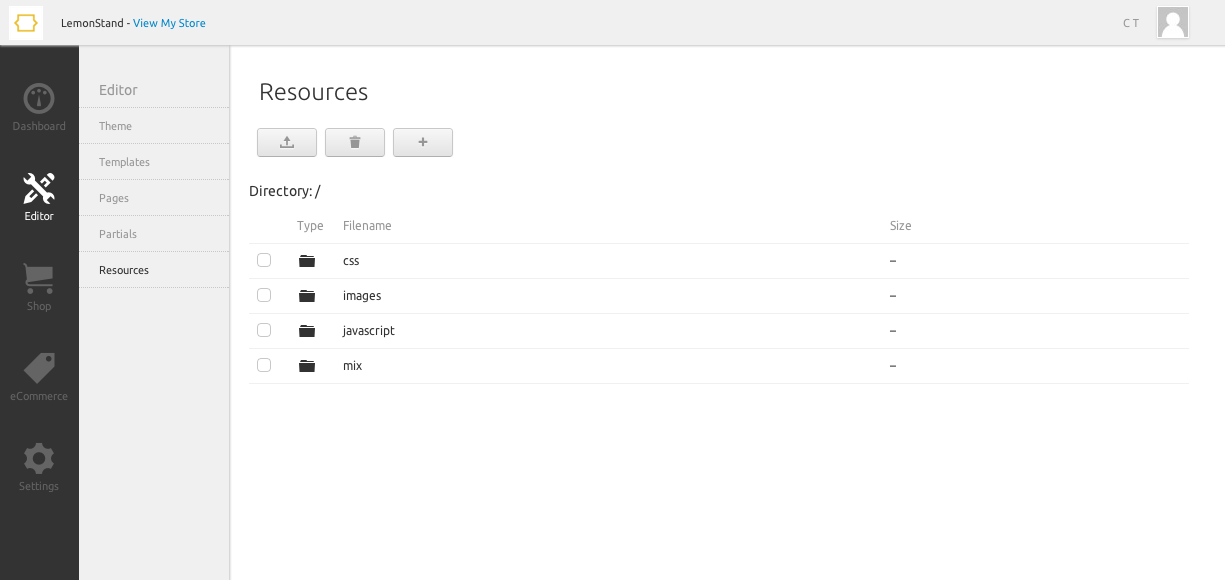 LemonStand - View My Store
C T
Dashboard
Editor
Shop
eCommerce
Settings
Editor
Theme
Templates
Pages
Partials
Resources
Resources
Directory: /
Type Filename Size
css –
images –
javascript –
mix –